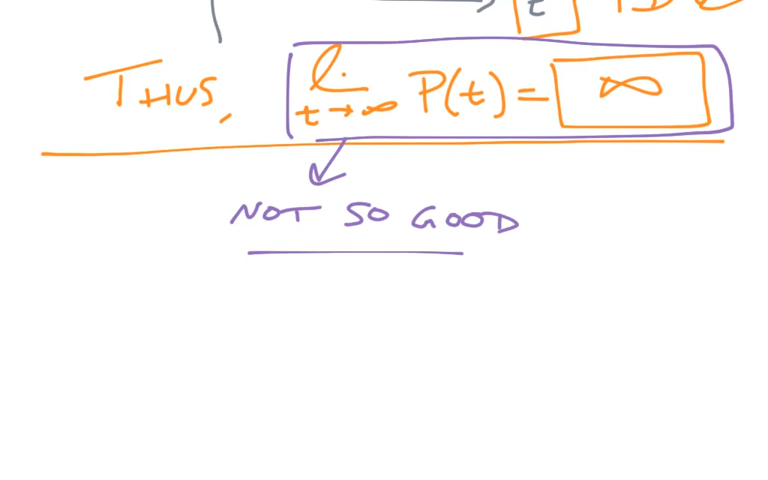 t
THUS, lim P(t) = ∞
t→∞
NOT SO GOOD